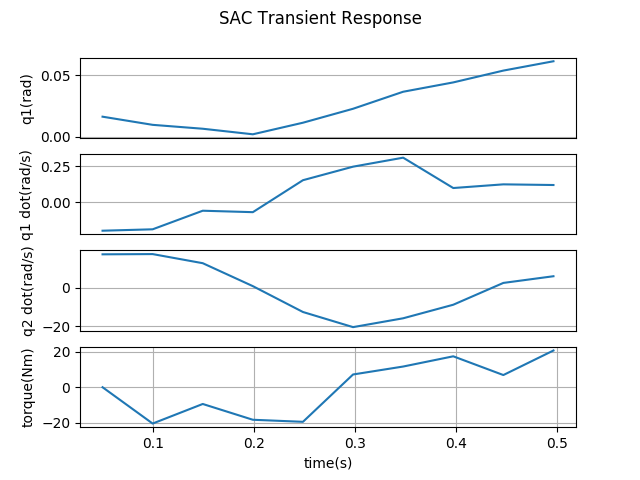 SAC Transient Response
0.05
0.00
q1(rad)
0.25
0.00
q1 dot(rad/s)
0
−20
q2 dot(rad/s)
20
0
−20
torque(Nm)
0.1 0.2 0.3 0.4 0.5
time(s)